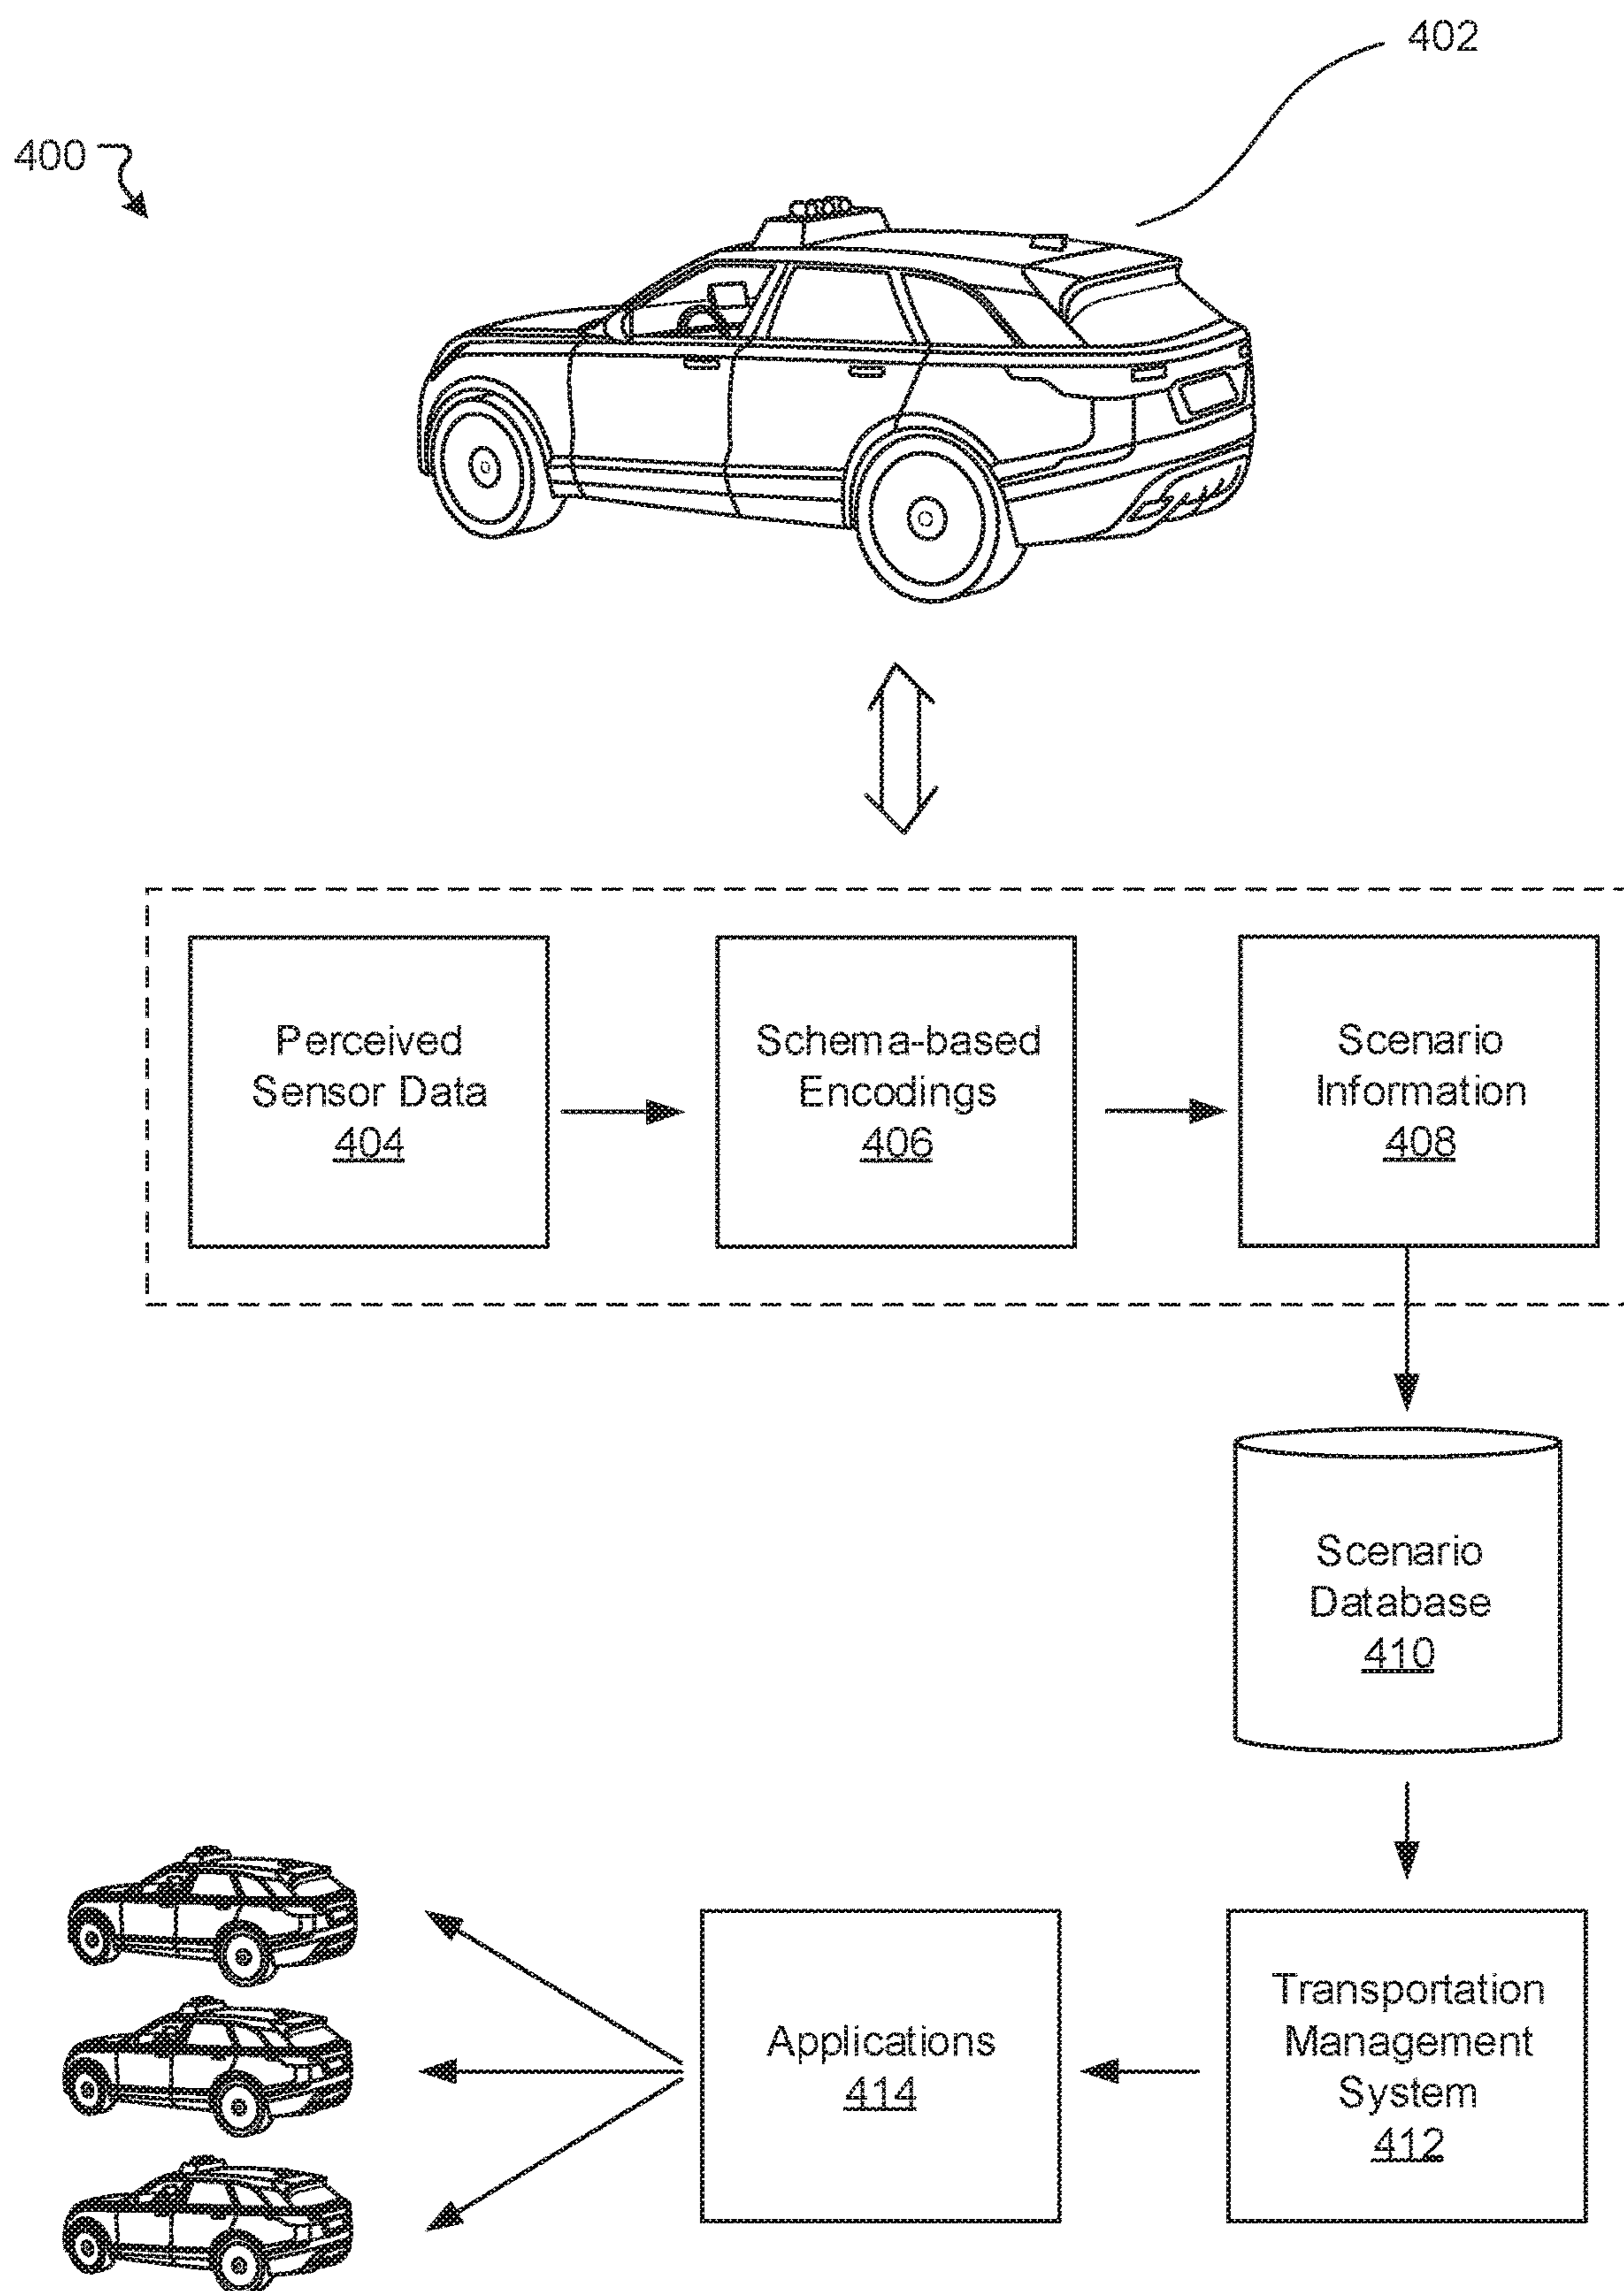 402
400
Perceived
Sensor Data
404
Schema-based
Encodings
406
Scenario
Information
408
Scenario
Database
410
Applications
414
Transportation
Management
System
412